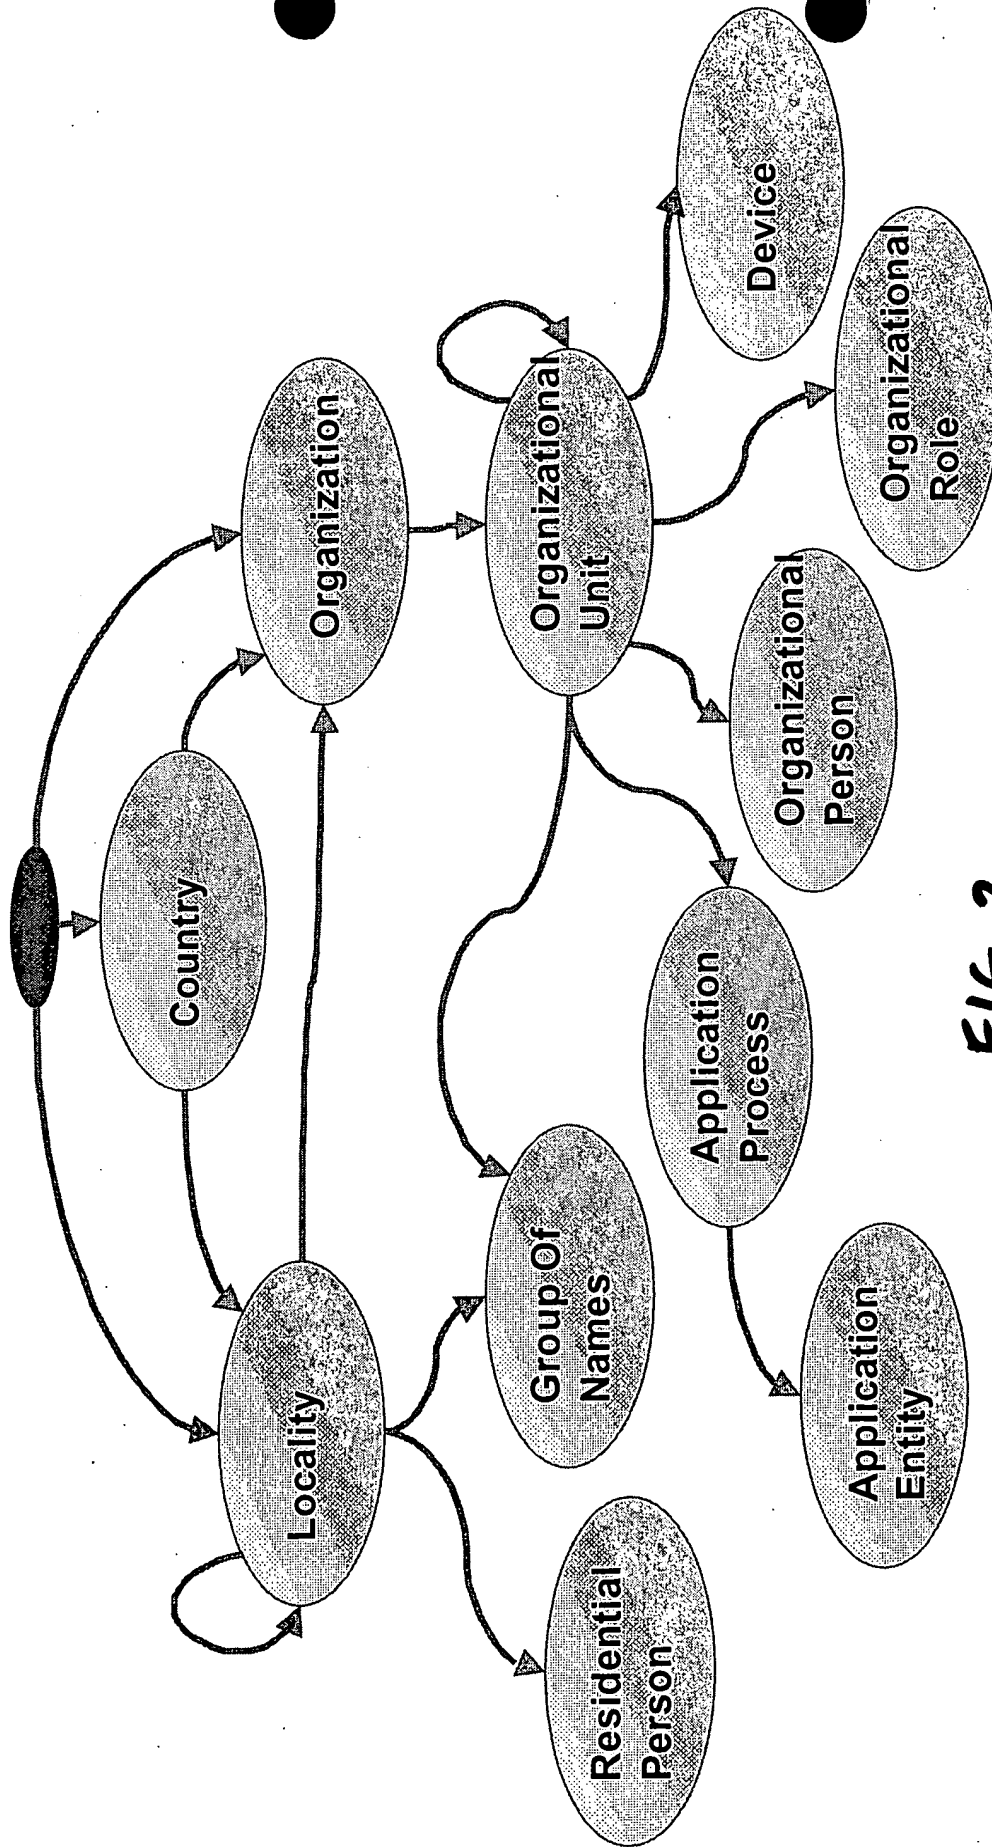 Country
Locality
Organization
Residential
Person
Group Of
Names
Organizational
Unit
Application
Entity
Application
Process
Organizational
Person
Organizational
Role
Device
FIG. 2